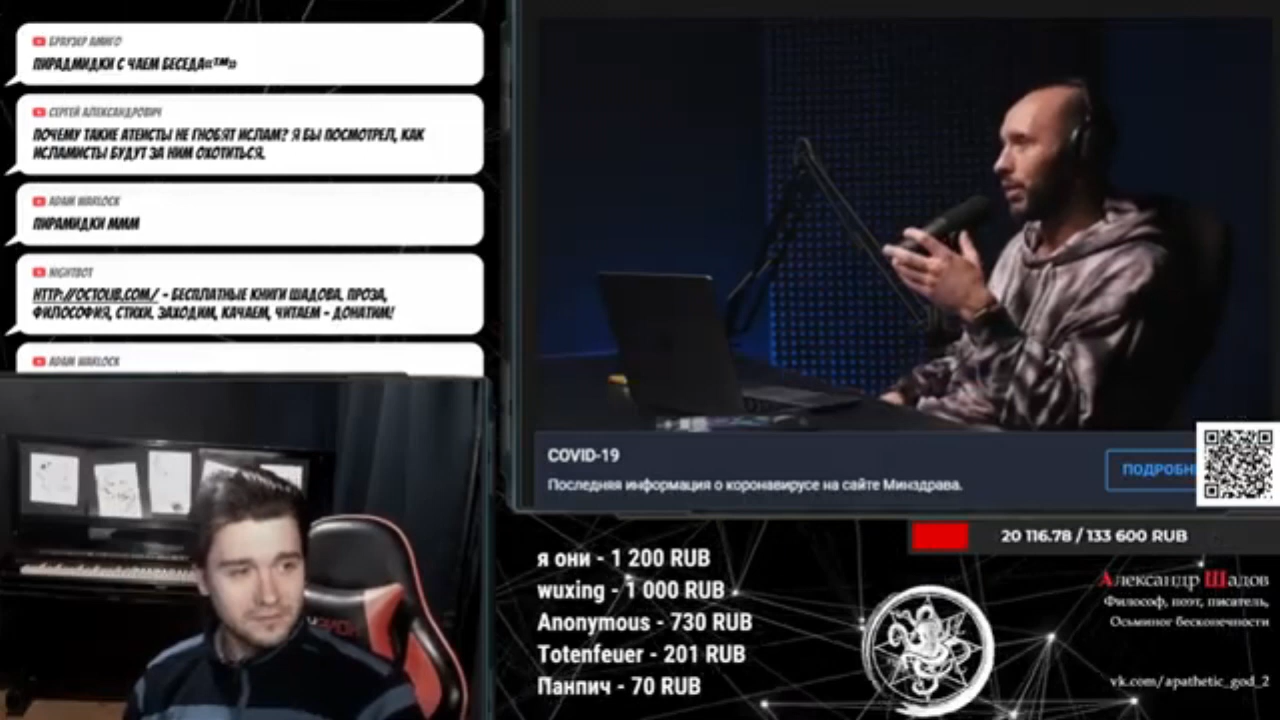 БРАУЗЕР АМИГО
ПИРАДМИДКИ С ЧАЕМ БЕСЕДА«™»
СЕРГЕЙ АЛЕКСАНДРОВИЧ
ПОЧЕМУ ТАКИЕ АТЕИСТЫ НЕ ГНОБЯТ ИСЛАМ? Я БЫ ПОСМОТРЕЛ, КАК
ИСЛАМИСТЫ БУДУТ ЗА НИМ ОХОТИТЬСЯ.
ADAM WARLOCK
ПИРАМИДКИ МММ
NIGHTBOT
HTTP://OCTOLIB.COM/ - БЕСПЛАТНЫЕ КНИГИ ШАДОВА. ПРОЗА,
ФИЛОСОФИЯ, СТИХИ. ЗАХОДИМ, КАЧАЕМ, ЧИТАЕМ - ДОНАТИМ!
ADAM WARLOCK
COVID-19
Последняя информация о коронавирусе на сайте Минздрава.
ПОДРОБН
20 116.78 / 133 600 RUB
я они - 1 200 RUB
wuxing - 1 000 RUB
Anonymous - 730 RUB
Totenfeuer - 201 RUB
Панпич - 70 RUB
Александр Шадов
Философ, поэт, писатель,
Осьминог бесконечности
vk.com/apathetic_god_2